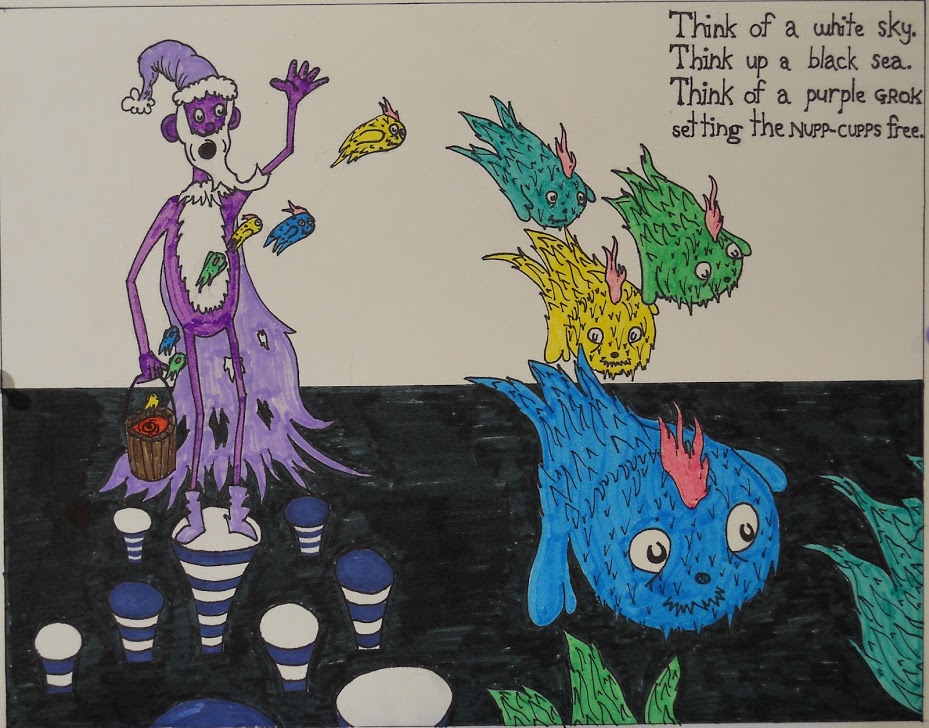 Think of a white sky.
Think up a black sea.
Think of a purple GROK
setting the NUPP-CUPPS free.